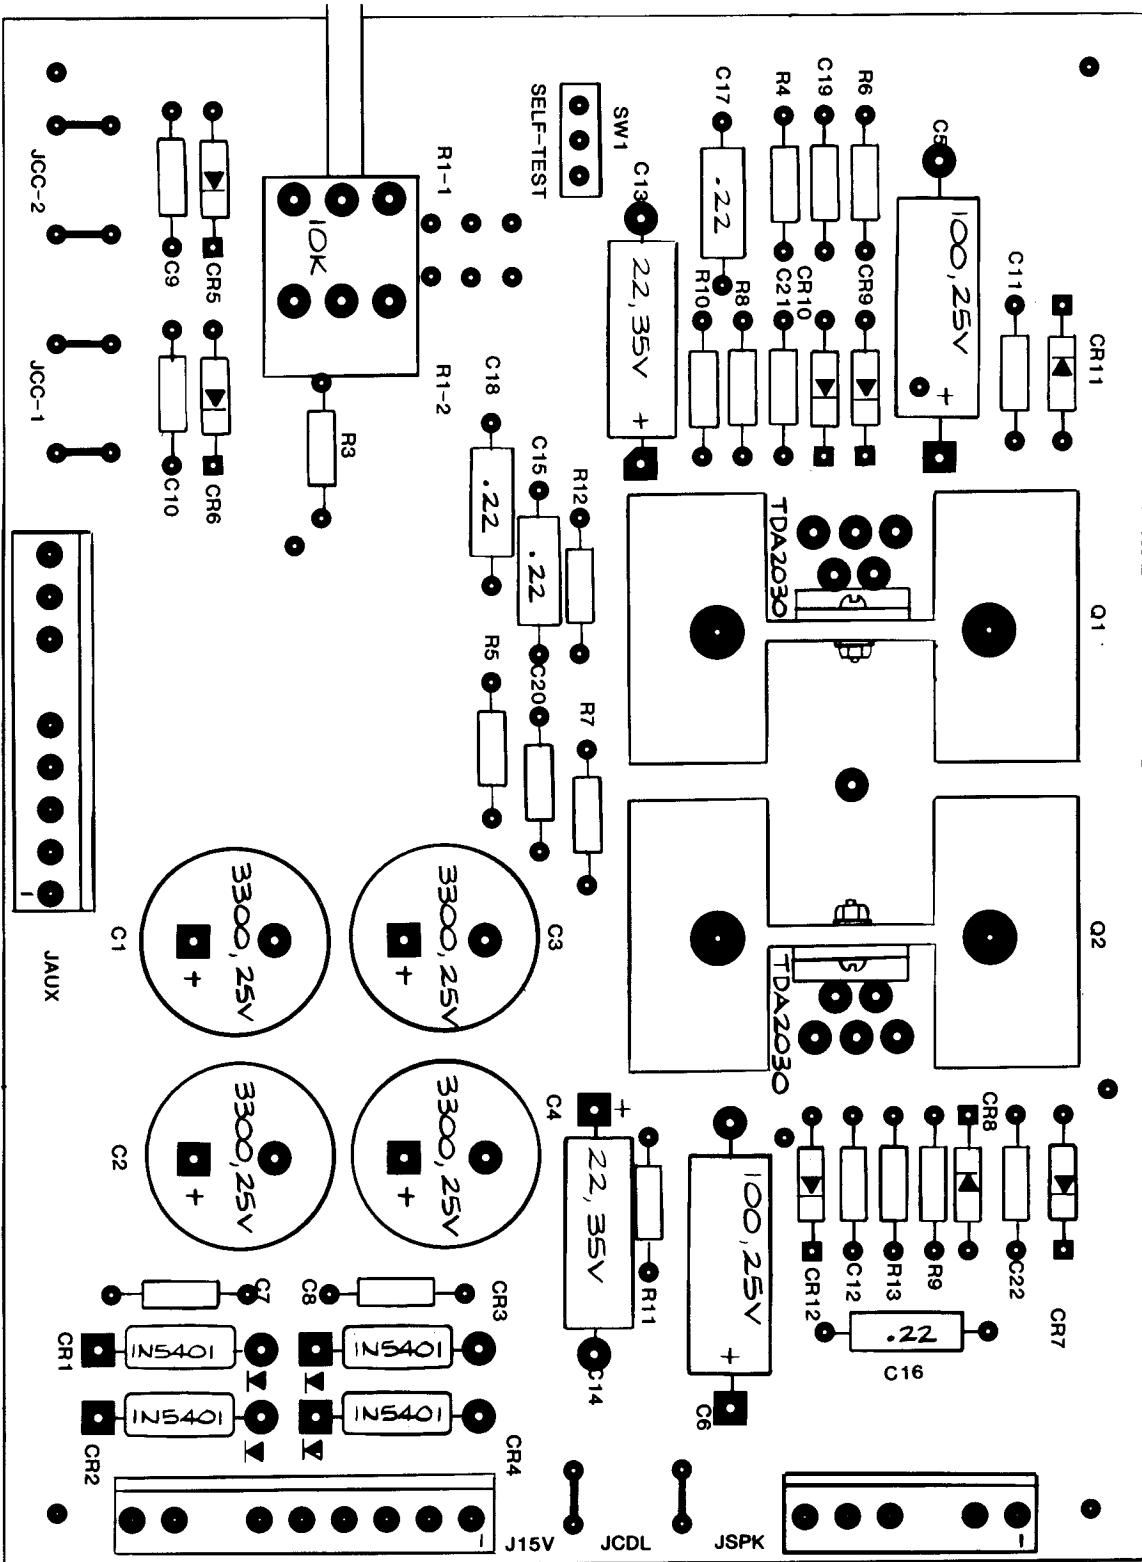 C5
R6
C19
R4
C17
SW1
SELF-TEST
C13
JCC-2
R1-1
10K
.22
100,25V
+
22,35V
+
C9
CR5
R10
R8
C21
CR10
CR9
C11
CR11
JCC-1
R1-2
R3
C18
.22
C15
.22
R12
C10
CR6
TDA2030
Q1
R5
C20
R7
TDA2030
Q2
JAUX
C1
3300,25V
+
3300,25V
+
C3
C2
3300,25V
+
3300,25V
+
C4
+
22,35V
R11
C14
100,25V
+
C6
CR8
CR12
C12
R13
R9
C22
CR7
.22
C16
C7
C8
CR3
CR1
1N5401
1N5401
CR2
1N5401
1N5401
CR4
J15V
JCDL
JSPK